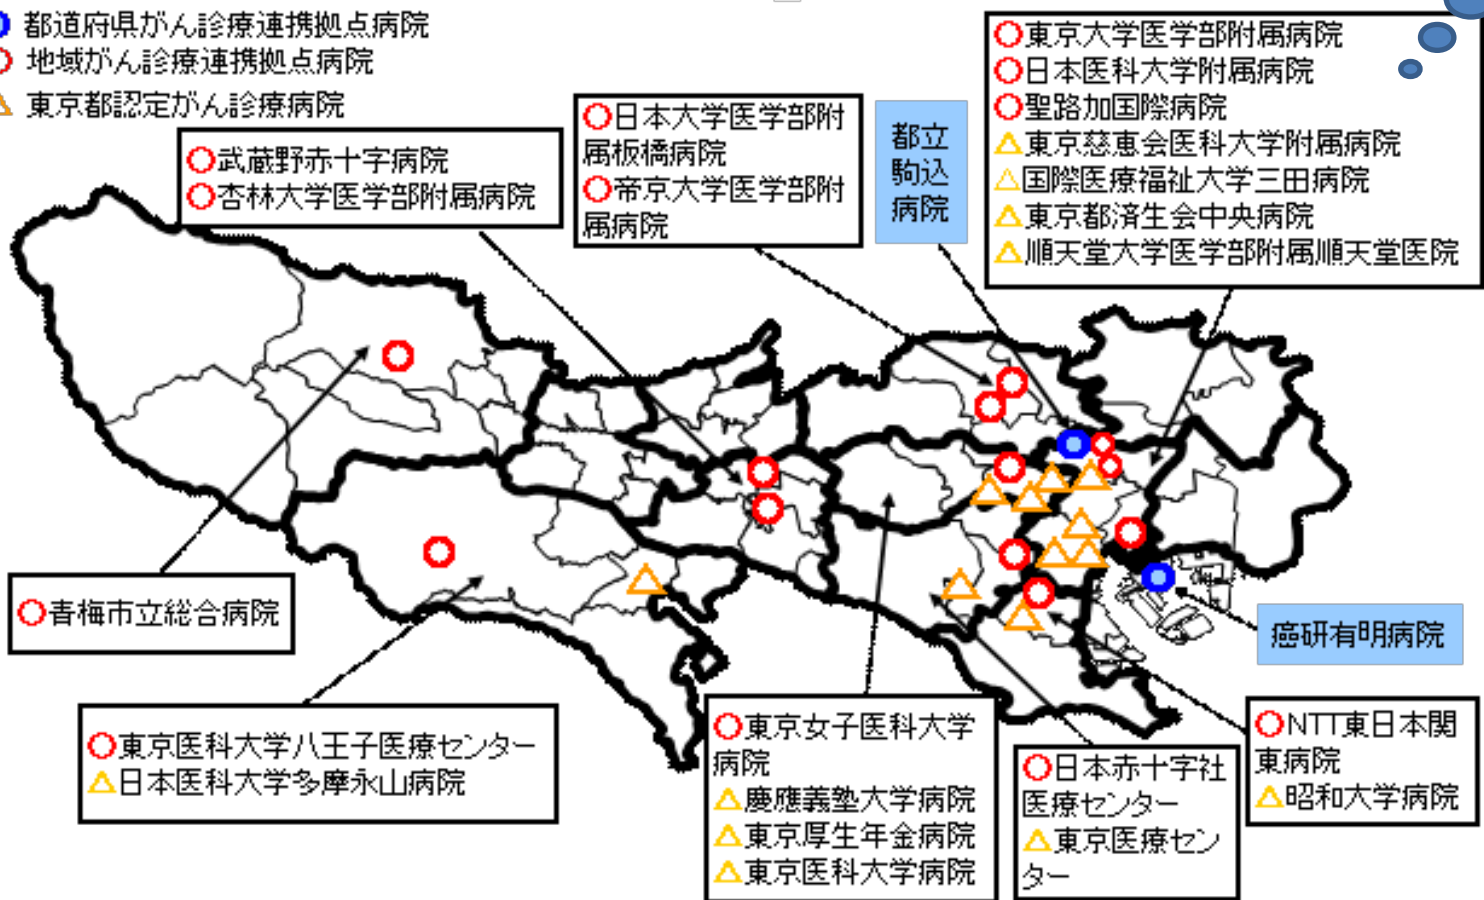 都道府県がん診療連携拠点病院
地域がん診療連携拠点病院
東京都認定がん診療病院
武蔵野赤十字病院
杏林大学医学部附属病院
日本大学医学部附
属板橋病院
帝京大学医学部附
属病院
都立
駒込
病院
東京大学医学部附属病院
日本医科大学附属病院
聖路加国際病院
東京慈恵会医科大学附属病院
国際医療福祉大学三田病院
東京都済生会中央病院
順天堂大学医学部附属順天堂医院
青梅市立総合病院
癌研有明病院
東京医科大学八王子医療センター
日本医科大学多摩永山病院
東京女子医科大学
病院
慶應義塾大学病院
東京厚生年金病院
東京医科大学病院
日本赤十字社
医療センター
東京医療セン
ター
NTT東日本関
東病院
昭和大学病院